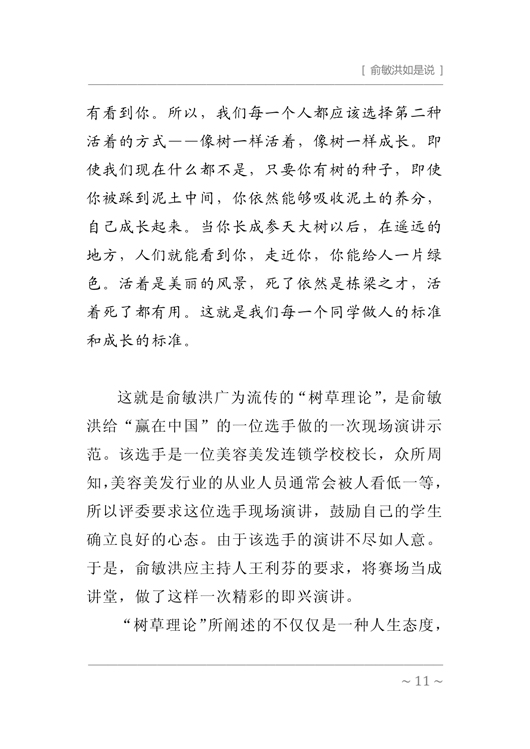 [ 俞敏洪如是说 ]
有看到你。所以，我们每一个人都应该选择第二种
活着的方式——像树一样活着，像树一样成长。即
使我们现在什么都不是，只要你有树的种子，即使
你被踩到泥土中间，你依然能够吸收泥土的养分，
自己成长起来。当你长成参天大树以后，在遥远的
地方，人们就能看到你，走近你，你能给人一片绿
色。活着是美丽的风景，死了依然是栋梁之才，活
着死了都有用。这就是我们每一个同学做人的标准
和成长的标准。
这就是俞敏洪广为流传的“树草理论”，是俞敏
洪给“赢在中国”的一位选手做的一次现场演讲示
范。该选手是一位美容美发连锁学校校长，众所周
知，美容美发行业的从业人员通常会被人看低一等，
所以评委要求这位选手现场演讲，鼓励自己的学生
确立良好的心态。由于该选手的演讲不尽如人意。
于是，俞敏洪应主持人王利芬的要求，将赛场当成
讲堂，做了这样一次精彩的即兴演讲。
“树草理论”所阐述的不仅仅是一种人生态度，
~ 11 ~